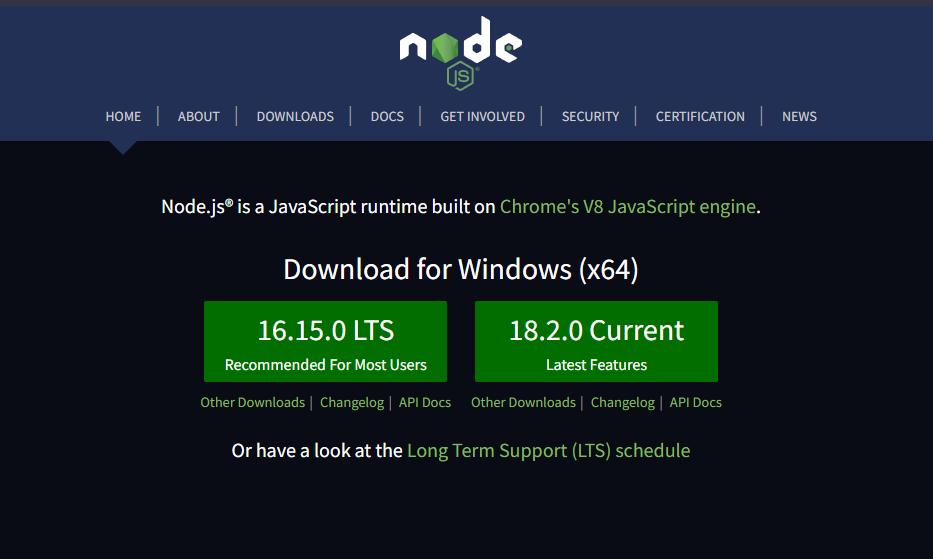 node
JS
HOME | ABOUT | DOWNLOADS | DOCS | GET INVOLVED | SECURITY | CERTIFICATION | NEWS
Node.js® is a JavaScript runtime built on Chrome's V8 JavaScript engine.
Download for Windows (x64)
16.15.0 LTS
Recommended For Most Users
Other Downloads | Changelog | API Docs
18.2.0 Current
Latest Features
Other Downloads | Changelog | API Docs
Or have a look at the Long Term Support (LTS) schedule